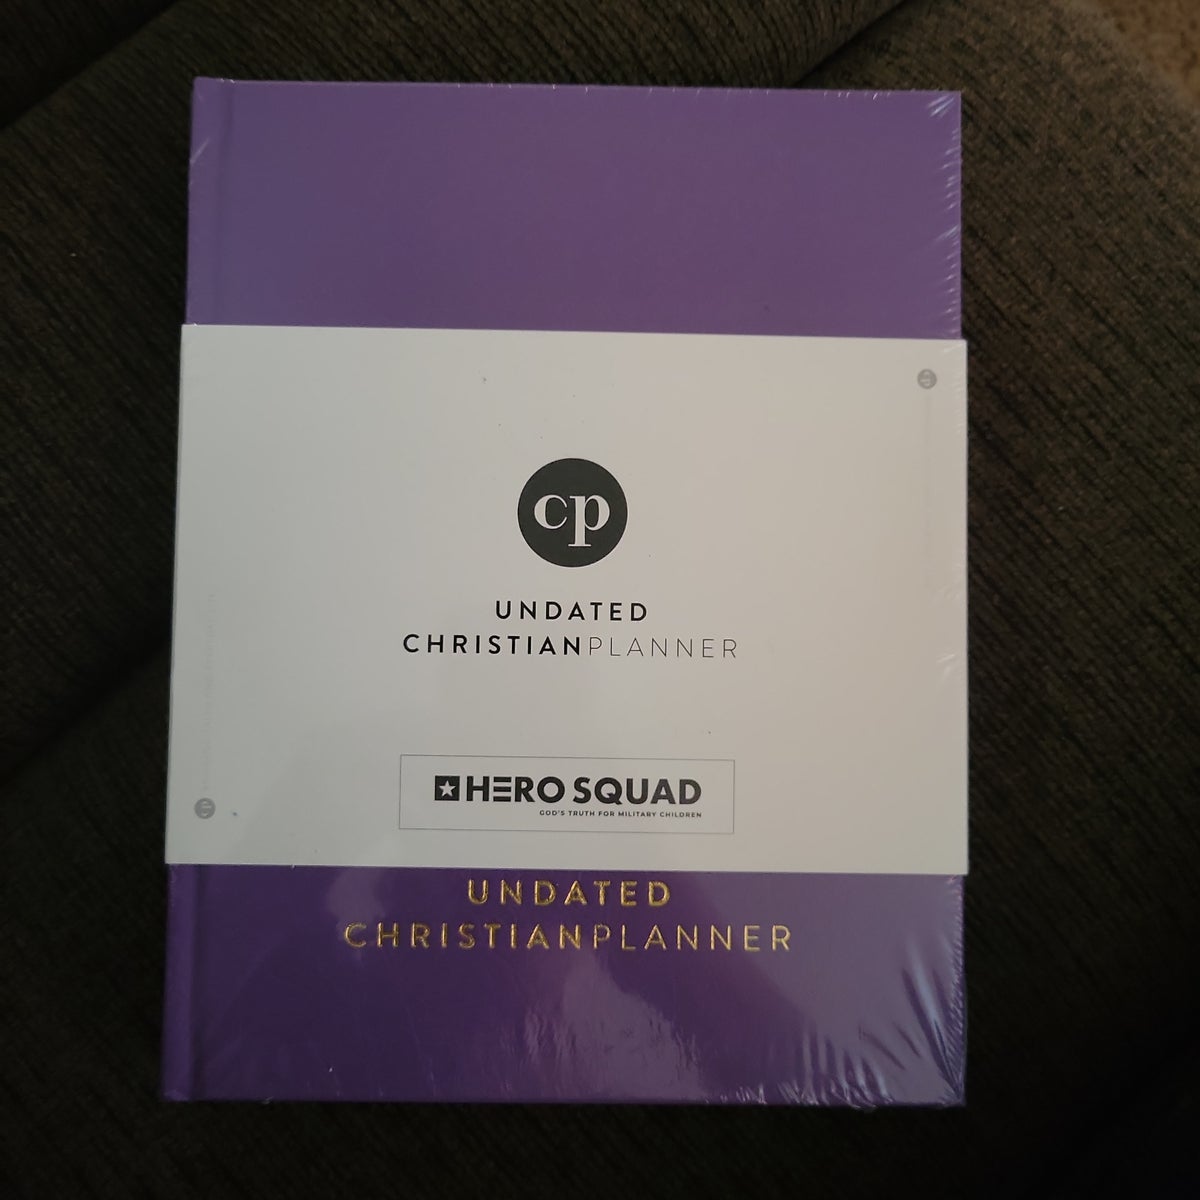 cp
UNDATED
CHRISTIANPLANNER
HERO SQUAD
GOD'S TRUTH FOR MILITARY CHILDREN
UNDATED
CHRISTIANPLANNER